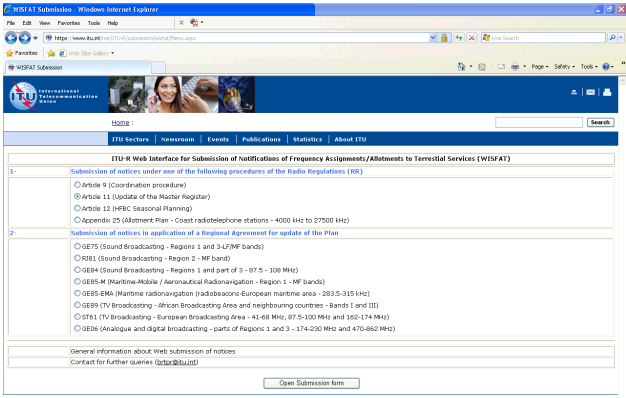 WISFAT Submission - Windows Internet Explorer
File Edit View Favorites Tools Help
https://www.itu.int/net/ITU-R/submission/wisfat/Menu.aspx
Live Search
Favorites
Web Slice Gallery
WISFAT Submission
Page Safety Tools
ITU International Telecommunication Union
Home :
Search
ITU Sectors | Newsroom | Events | Publications | Statistics | About ITU
ITU-R Web Interface for Submission of Notifications of Frequency Assignments/Allotments to Terrestial Services (WISFAT)
1- Submission of notices under one of the following procedures of the Radio Regulations (RR)
Article 9 (Coordination procedure)
Article 11 (Update of the Master Register)
Article 12 (HFBC Seasonal Planning)
Appendix 25 (Allotment Plan - Coast radiotelephone stations - 4000 kHz to 27500 kHz)
2- Submission of notices in application of a Regional Agreement for update of the Plan
GE75 (Sound Broadcasting - Regions 1 and 3-LF/MF bands)
RJ81 (Sound Broadcasting - Region 2 - MF band)
GE84 (Sound Broadcasting - Regions 1 and part of 3 - 87.5 - 108 MHz)
GE85-M (Maritime-Mobile / Aeronautical Radionavigation - Region 1 - MF bands)
GE85-EMA (Maritime radionavigation (radiobeacons-European maritime area - 283.5-315 kHz)
GE89 (TV Broadcasting - African Broadcasting Area and neighbouring countries - Bands I and III)
ST61 (TV Broadcasting - European Broadcasting Area - 41-68 MHz, 87.5-100 MHz and 162-174 MHz)
GE06 (Analogue and digital broadcasting - parts of Regions 1 and 3 - 174-230 MHz and 470-862 MHz)
General information about Web submission of notices
Contact for further queries (brtpr@itu.int)
Open Submission form